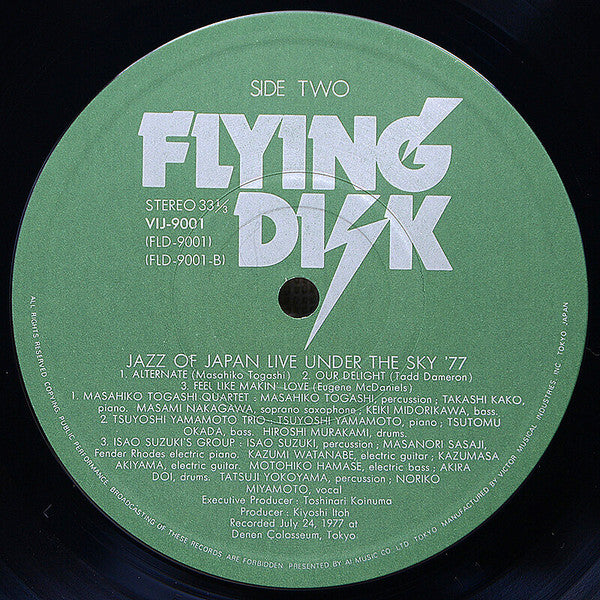 SIDE TWO
FLYING
DISK
STEREO 33⅓
VIJ-9001
(FLD-9001)
(FLD-9001-B)
JAZZ OF JAPAN LIVE UNDER THE SKY '77
1. ALTERNATE (Masahiko Togashi) 2. OUR DELIGHT (Tadd Dameron)
3. FEEL LIKE MAKIN' LOVE (Eugene McDaniels)
1. MASAHIKO TOGASHI QUARTET : MASAHIKO TOGASHI, percussion ; TAKASHI KAKO,
piano. MASAMI NAKAGAWA, soprano saxophone ; KEIKI MIDORIKAWA, bass.
2. TSUYOSHI YAMAMOTO TRIO—TSUYOSHI YAMAMOTO, piano ; TSUTOMU
OKADA, bass. HIROSHI MURAKAMI, drums.
3. ISAO SUZUKI'S GROUP : ISAO SUZUKI, percussion ; MASANORI SASAJI,
Fender Rhodes electric piano. KAZUMI WATANABE, electric guitar ; KAZUMASA
AKIYAMA, electric guitar. MOTOHIKO HAMASE, electric bass ; AKIRA
DOI, drums. TATSUJI YOKOYAMA, percussion ; NORIKO
MIYAMOTO, vocal
Executive Producer : Toshinari Koinuma
Producer : Kiyoshi Itoh
Recorded July 24, 1977 at
Denen Colosseum, Tokyo
ALL RIGHTS RESERVED COPYING PUBLIC PERFORMANCE, BROADCASTING OF THESE RECORDS ARE FORBIDDEN. PRESENTED BY AI MUSIC CO. LTD. TOKYO. MANUFACTURED BY VICTOR MUSICAL INDUSTRIES INC. TOKYO JAPAN